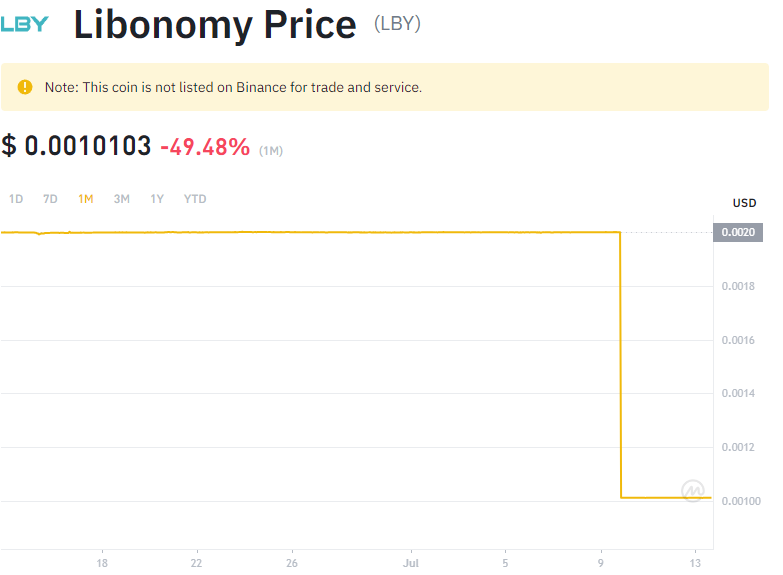 LBY Libonomy Price (LBY)
Note: This coin is not listed on Binance for trade and service.
$ 0.0010103 -49.48% (1M)
1D 7D 1M 3M 1Y YTD
USD
0.0020
0.0018
0.0016
0.0014
0.0012
0.00100
18 22 26 Jul 5 9 13